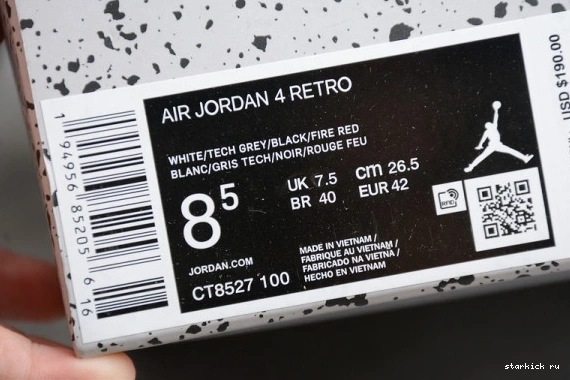 AIR JORDAN 4 RETRO
WHITE/TECH GREY/BLACK/FIRE RED
BLANC/GRIS TECH/NOIR/ROUGE FEU
8 5
UK 7.5 cm 26.5
BR 40 EUR 42
RFID
JORDAN.COM
CT8527 100
MADE IN VIETNAM /
FABRIQUE AU VIETNAM /
FABRICADO NA VIETNÃ /
HECHO EN VIETNAM
1 94956 85205 6 16
USD $190.00
starkick ru